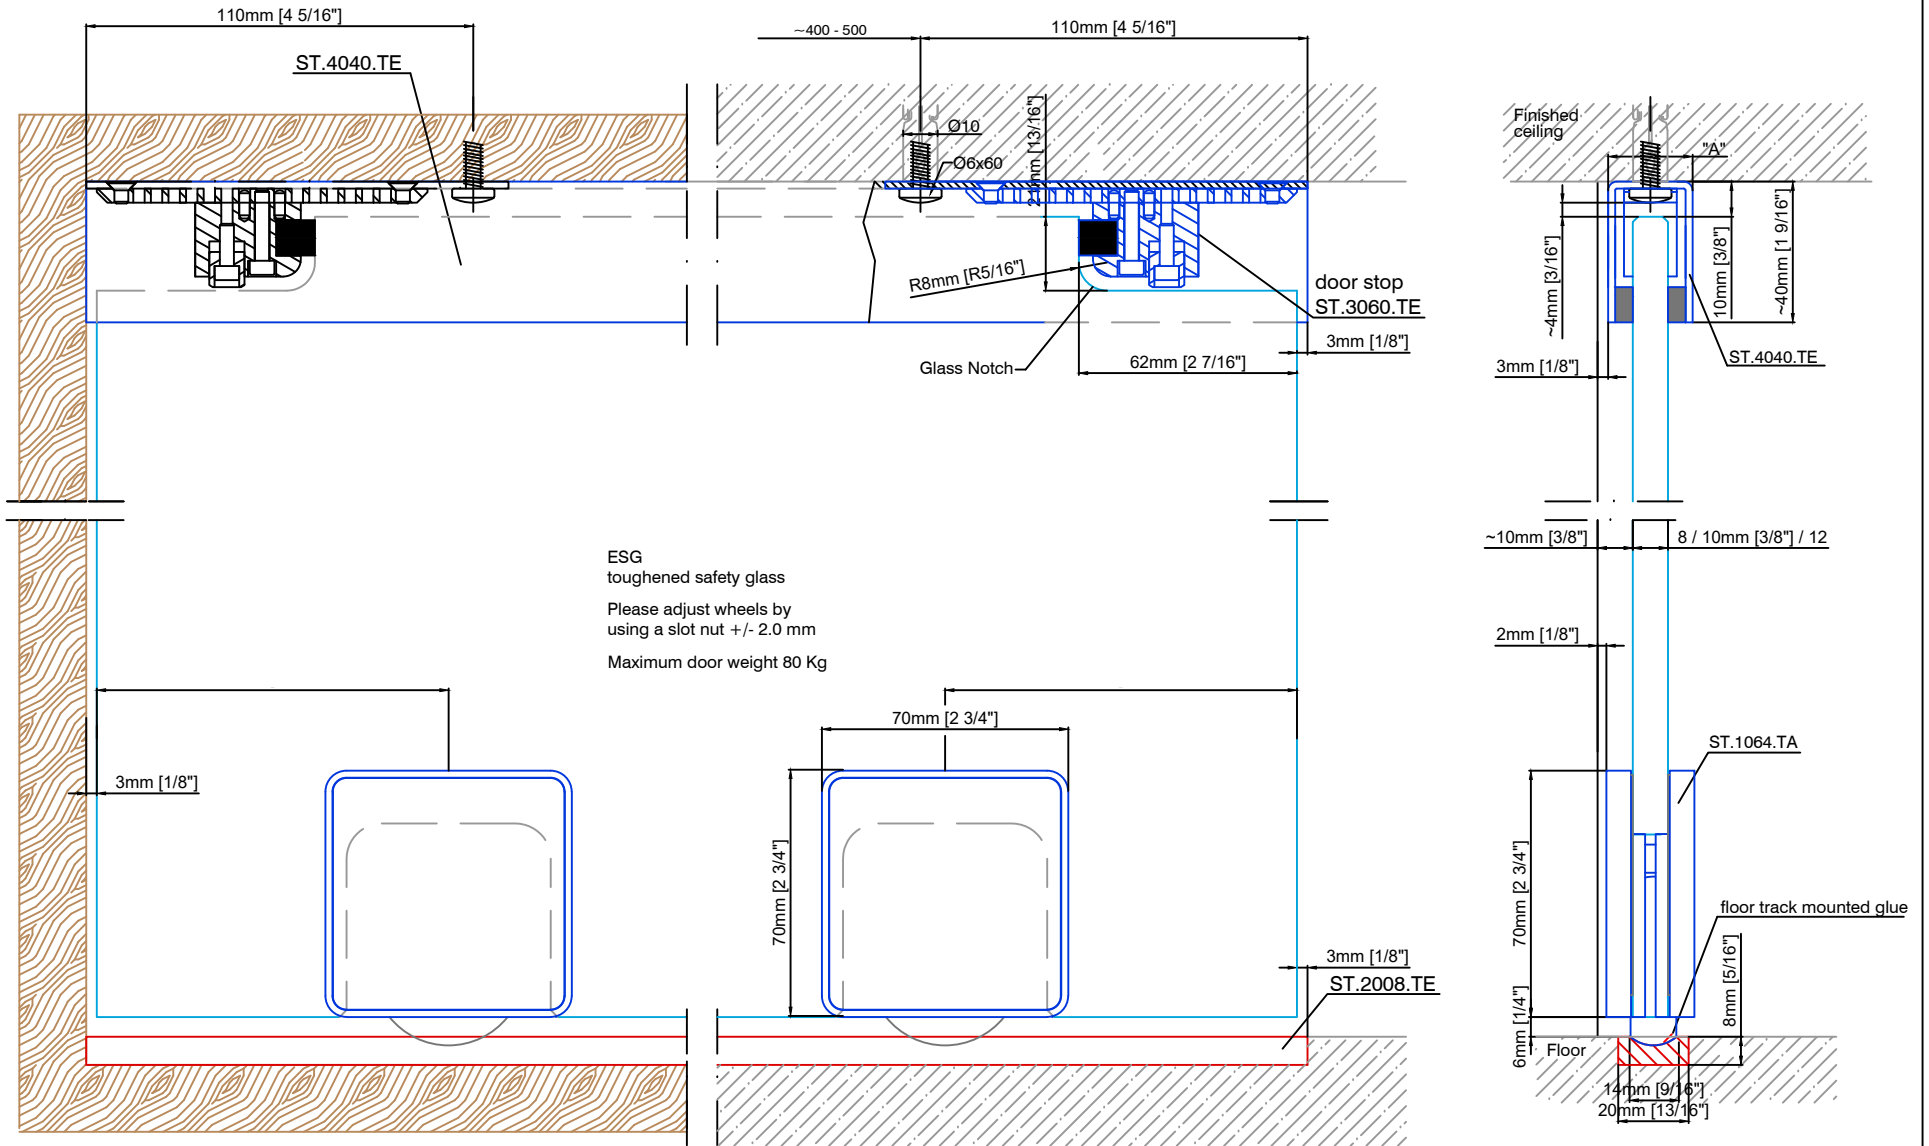 110mm [4 5/16"]
~400 - 500
110mm [4 5/16"]
ST.4040.TE
Ø10
Ø6x60
21mm [13/16"]
R8mm [R5/16"]
door stop
ST.3060.TE
3mm [1/8"]
62mm [2 7/16"]
Glass Notch
Finished
ceiling
"A"
~4mm [3/16"]
10mm [3/8"]
~40mm [1 9/16"]
ST.4040.TE
3mm [1/8"]
~10mm [3/8"]
8 / 10mm [3/8"] / 12
ESG
toughened safety glass
Please adjust wheels by
using a slot nut +/- 2.0 mm
Maximum door weight 80 Kg
2mm [1/8"]
70mm [2 3/4"]
3mm [1/8"]
70mm [2 3/4"]
ST.1064.TA
70mm [2 3/4"]
floor track mounted glue
3mm [1/8"]
ST.2008.TE
8mm [5/16"]
6mm [1/4"]
Floor
14mm [9/16"]
20mm [13/16"]